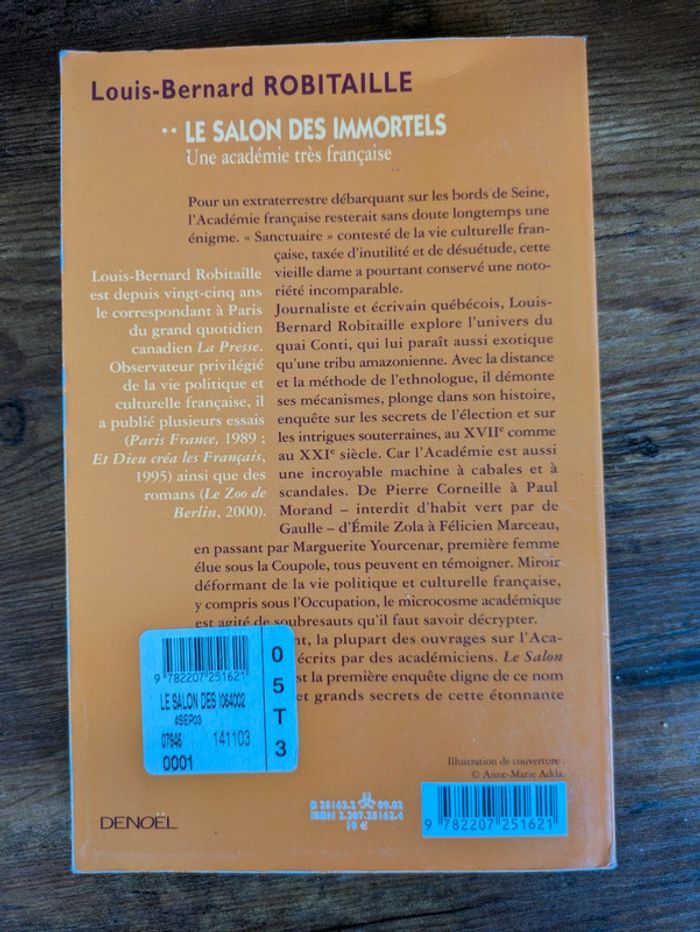 Louis-Bernard ROBITAILLE
•• LE SALON DES IMMORTELS
Une académie très française
Pour un extraterrestre débarquant sur les bords de Seine,
l'Académie française resterait sans doute longtemps une
énigme. « Sanctuaire » contesté de la vie culturelle fran-
çaise, taxée d'inutilité et de désuétude, cette
vieille dame a pourtant conservé une noto-
riété incomparable.
Journaliste et écrivain québécois, Louis-
Bernard Robitaille explore l'univers du
quai Conti, qui lui paraît aussi exotique
qu'une tribu amazonienne. Avec la distance
et la méthode de l'ethnologue, il démonte
ses mécanismes, plonge dans son histoire,
enquête sur les secrets de l'élection et sur
les intrigues souterraines, au XVIIe comme
au XXIe siècle. Car l'Académie est aussi
une incroyable machine à cabales et à
scandales. De Pierre Corneille à Paul
Morand – interdit d'habit vert par de
Gaulle – d'Émile Zola à Félicien Marceau,
en passant par Marguerite Yourcenar, première femme
élue sous la Coupole, tous peuvent en témoigner. Miroir
déformant de la vie politique et culturelle française,
y compris sous l'Occupation, le microcosme académique
est agité de soubresauts qu'il faut savoir décrypter.
nt, la plupart des ouvrages sur l'Aca-
écrits par des académiciens. Le Salon
st la première enquête digne de ce nom
et grands secrets de cette étonnante
Louis-Bernard Robitaille
est depuis vingt-cinq ans
le correspondant à Paris
du grand quotidien
canadien La Presse.
Observateur privilégié
de la vie politique et
culturelle française, il
a publié plusieurs essais
(Paris France, 1989 ;
Et Dieu créa les Français,
1995) ainsi que des
romans (Le Zoo de
Berlin, 2000).
9 782207 251621
LE SALON DES I064002
4SEP03
07846 141103
0001
05T3
Illustration de couverture :
© Anne-Marie Adda.
DENOËL
B 25162.2 09.02
ISBN 2.207.25162.4
19 €
9 782207 251621